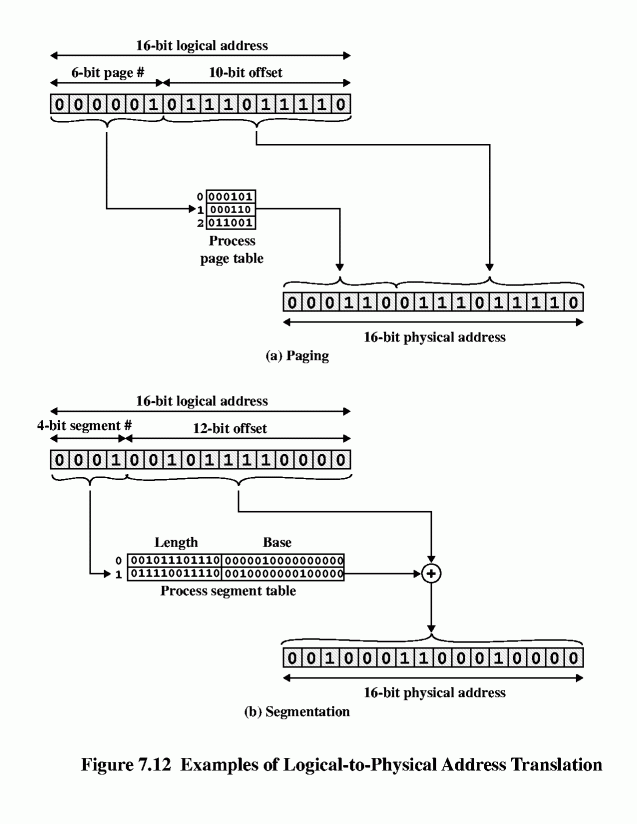 16-bit logical address
6-bit page # 10-bit offset
0 0 0 0 0 1 0 1 1 1 0 1 1 1 1 0
0 000101
1 000110
2 011001
Process
page table
0 0 0 1 1 0 0 1 1 1 0 1 1 1 1 0
16-bit physical address
(a) Paging
16-bit logical address
4-bit segment # 12-bit offset
0 0 0 1 0 0 1 0 1 1 1 1 0 0 0 0
Length Base
0 001011101110 0000010000000000
1 011110011110 0010000000100000
Process segment table
+
0 0 1 0 0 0 1 1 0 0 0 1 0 0 0 0
16-bit physical address
(b) Segmentation
Figure 7.12 Examples of Logical-to-Physical Address Translation